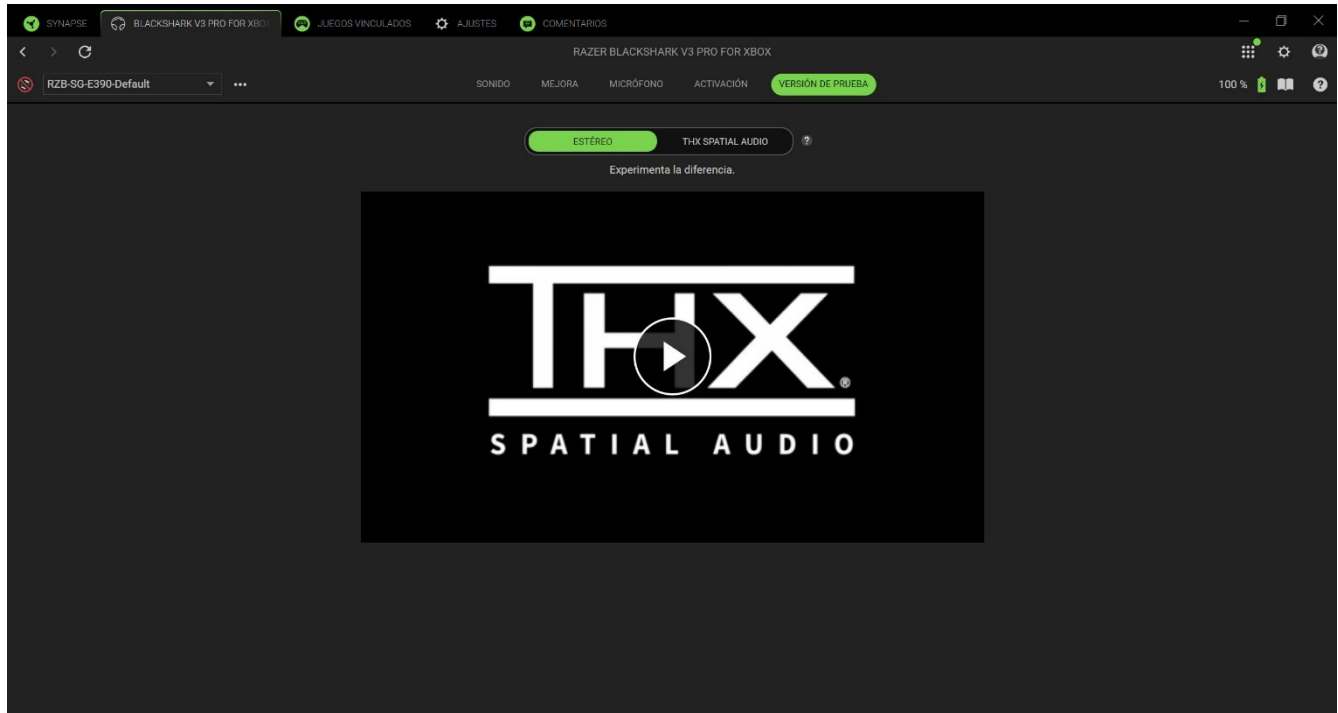 SYNAPSE BLACKSHARK V3 PRO FOR XBOX JUEGOS VINCULADOS AJUSTES COMENTARIOS
RAZER BLACKSHARK V3 PRO FOR XBOX
RZB-SG-E390-Default SONIDO MEJORA MICRÓFONO ACTIVACIÓN VERSIÓN DE PRUEBA 100 %
ESTÉREO THX SPATIAL AUDIO ?
Experimenta la diferencia.
THX®
SPATIAL AUDIO